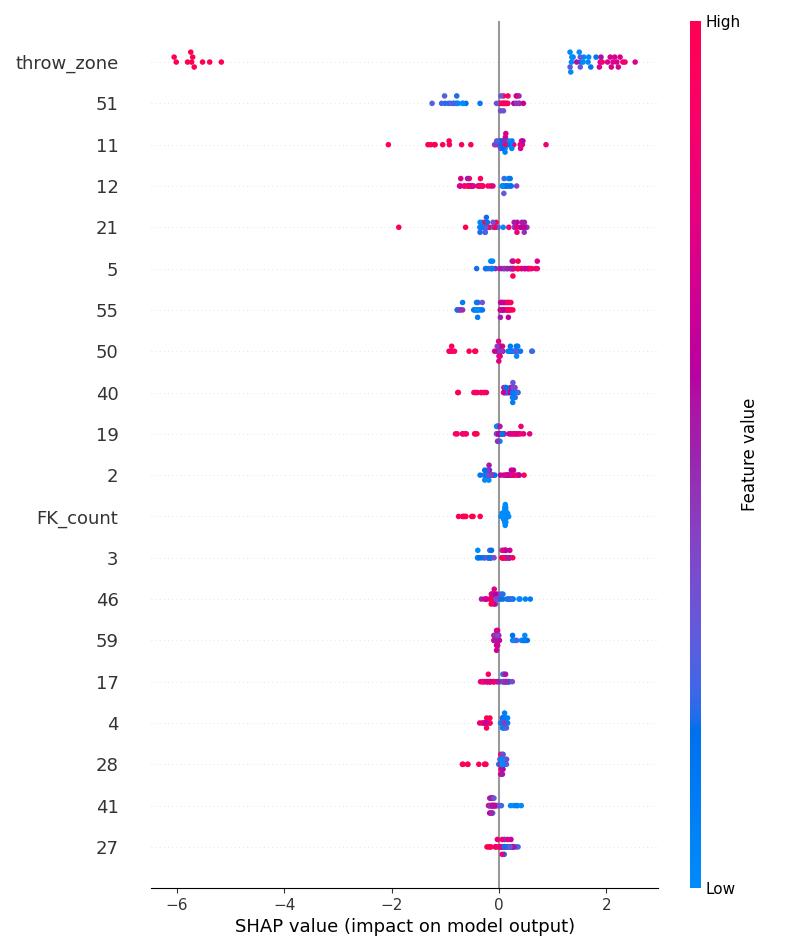 High
throw_zone
51
11
12
21
5
55
50
40
19
2
FK_count
3
46
59
17
4
28
41
27
Feature value
Low
−6 −4 −2 0 2
SHAP value (impact on model output)